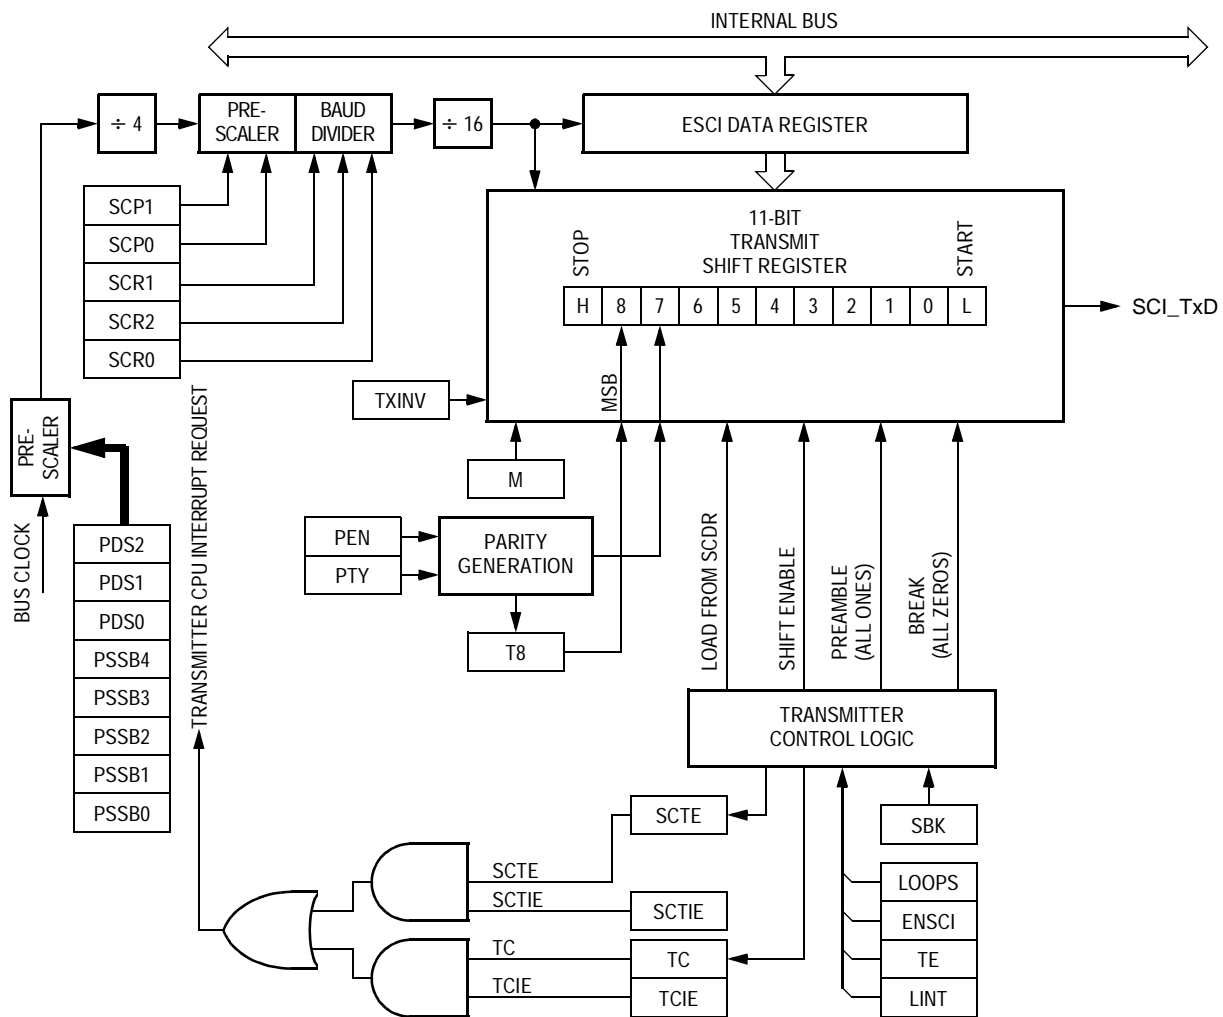 INTERNAL BUS
÷ 4
PRE-
SCALER
BAUD
DIVIDER
÷ 16
ESCI DATA REGISTER
SCP1
SCP0
SCR1
SCR2
SCR0
11-BIT
TRANSMIT
SHIFT REGISTER
STOP
START
H 8 7 6 5 4 3 2 1 0 L
SCI_TxD
TXINV
MSB
M
PRE-
SCALER
BUS CLOCK
TRANSMITTER CPU INTERRUPT REQUEST
PDS2
PDS1
PDS0
PSSB4
PSSB3
PSSB2
PSSB1
PSSB0
PEN
PTY
PARITY
GENERATION
T8
LOAD FROM SCDR
SHIFT ENABLE
PREAMBLE
(ALL ONES)
BREAK
(ALL ZEROS)
TRANSMITTER
CONTROL LOGIC
SCTE
SBK
SCTE
SCTIE
SCTIE
TC
TC
TCIE
TCIE
LOOPS
ENSCI
TE
LINT